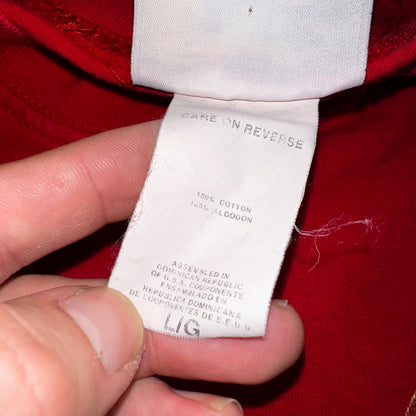 CARE ON REVERSE
100% COTTON
100% ALGODON
ASSEMBLED IN
DOMINICAN REPUBLIC
OF U.S.A. COMPONENTS
ENSAMBLADO EN
REPUBLICA DOMINICANA
DE COOPONENTES DE E.E.G.G.
L/G